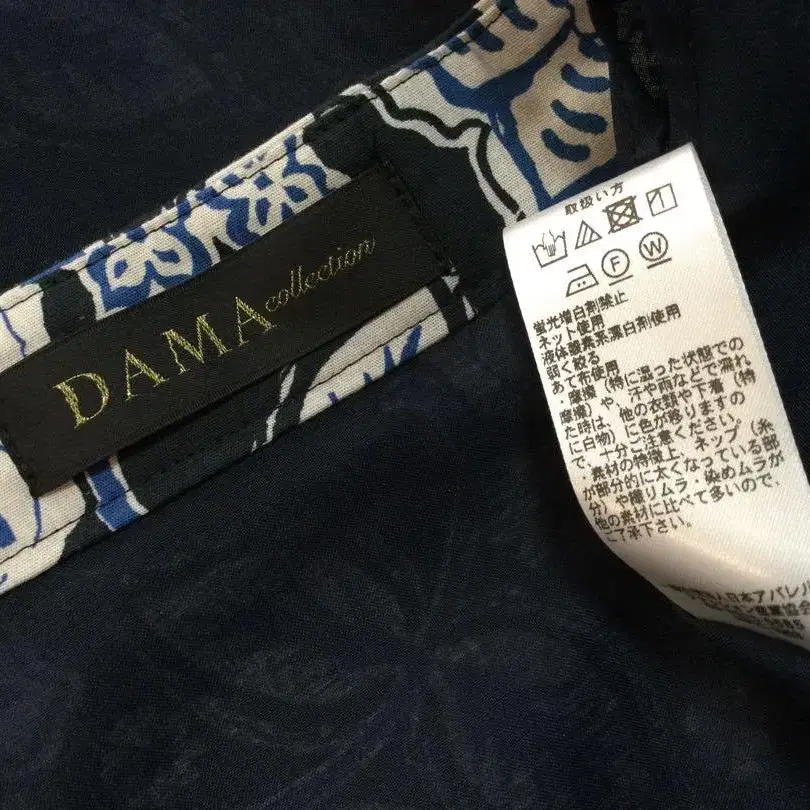 DAMA collection
取扱い方
F W
蛍光増白剤禁止
ネット使用
液体酸素系漂白剤使用
弱く絞る
あて布使用
・摩擦(特に湿った状態での
摩擦)や、汗や雨などで濡れ
た時は、他の衣類や下着(特
に白物)に色が移りますの
で、十分ご注意ください。
・素材の特徴上、ネップ(糸
が部分的に太くなっている部
分)や織りムラ・染めムラが
他の素材に比べて多いので、
ご了承下さい。
日本アパレル